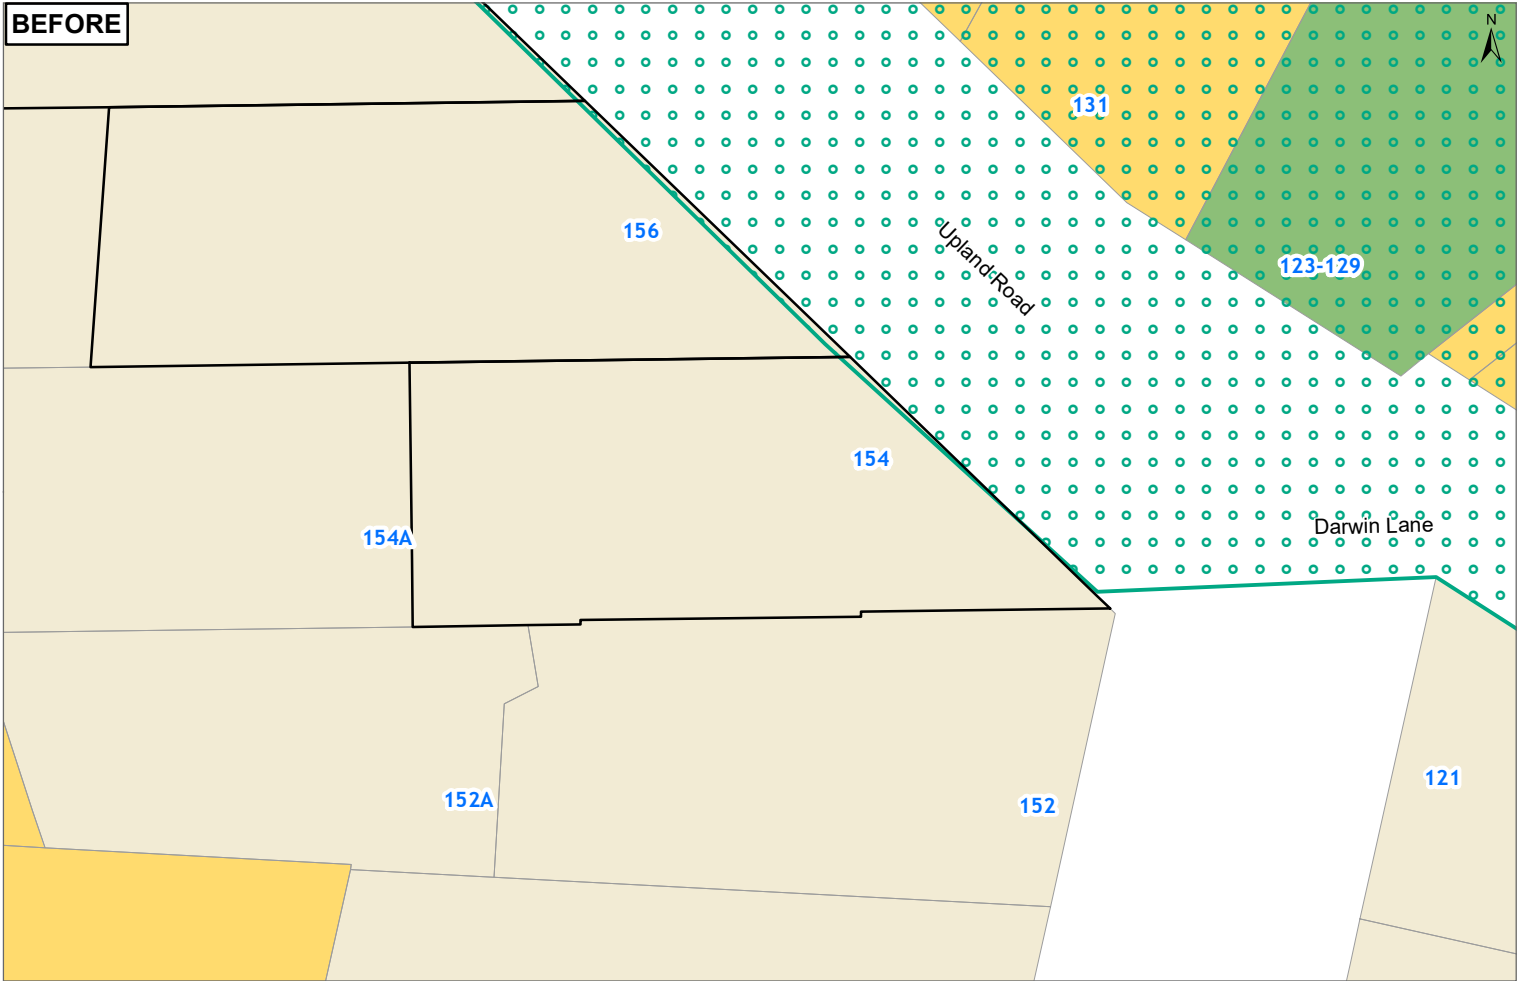 BEFORE
N
131
156
Upland Road
123-129
154
Darwin Lane
154A
121
152A
152